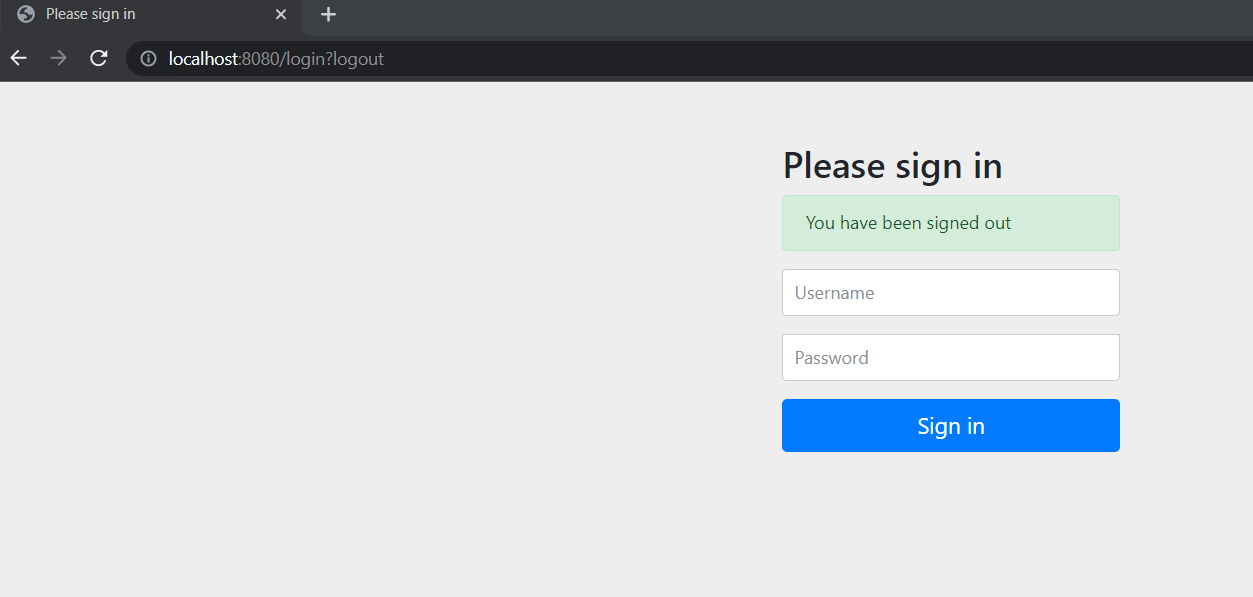 Please sign in
localhost:8080/login?logout
Please sign in
You have been signed out
Username
Password
Sign in